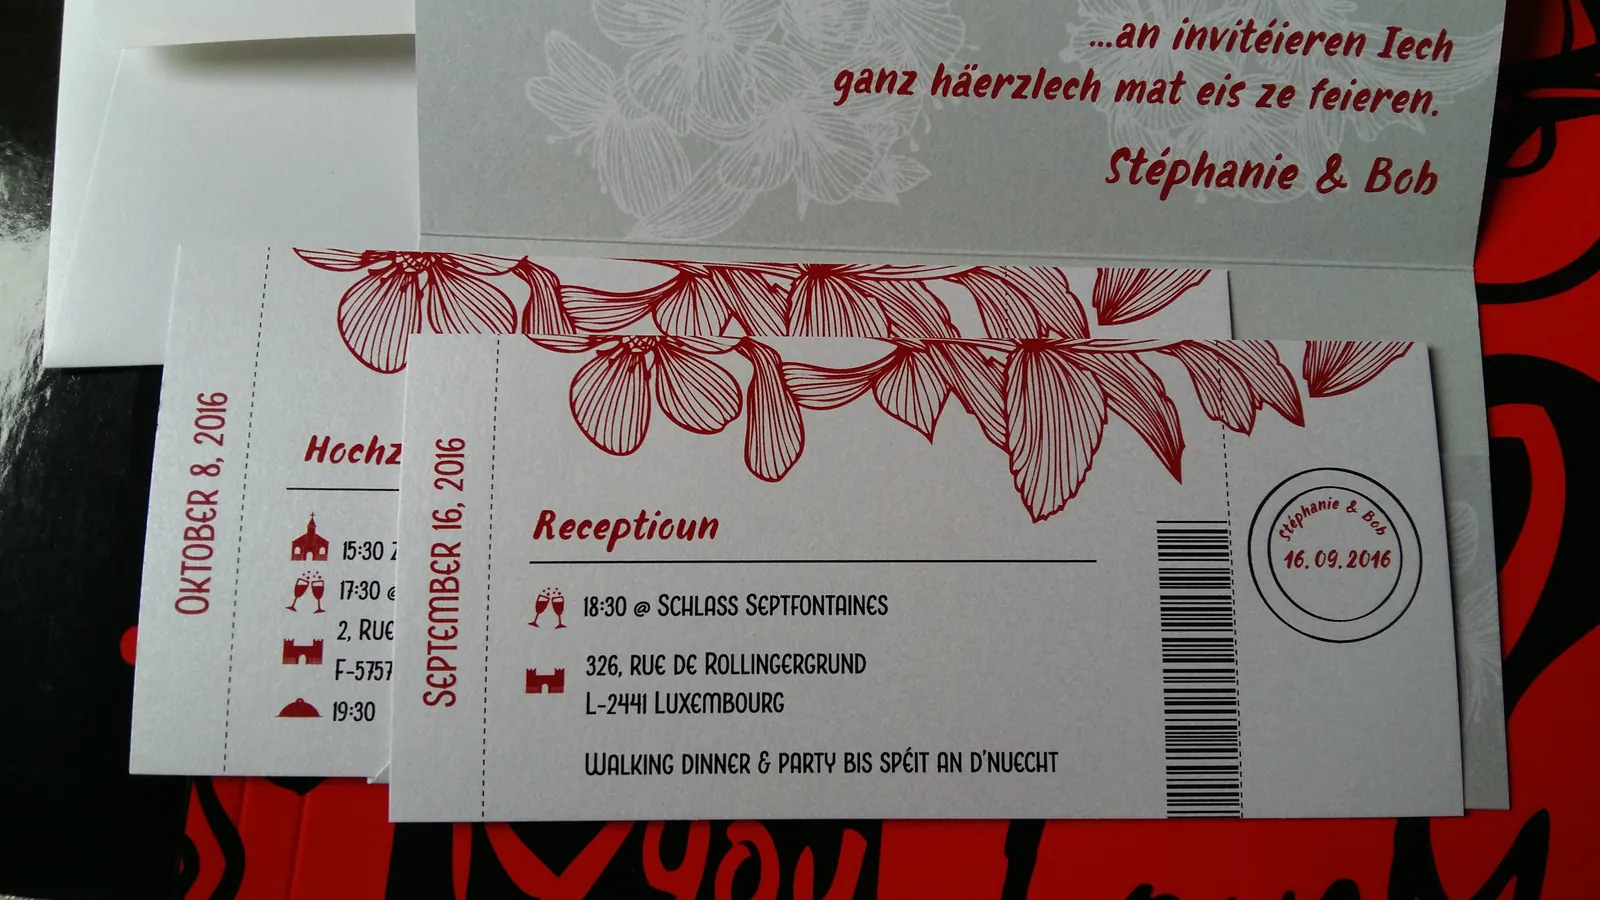 ...an invitéieren Iech
ganz häerzlech mat eis ze feieren.
Stéphanie & Bob
OKTOBER 8, 2016
15:30
17:30 @
2, RUE
F-5757
19:30
SEPTEMBER 16, 2016
Receptioun
18:30 @ SCHLASS SEPTFONTAINES
326, RUE DE ROLLINGERGRUND
L-2441 LUXEMBOURG
WALKING DINNER & PARTY BIS SPÉIT AN D'NUECHT
Stéphanie & Bob
16.09.2016
you